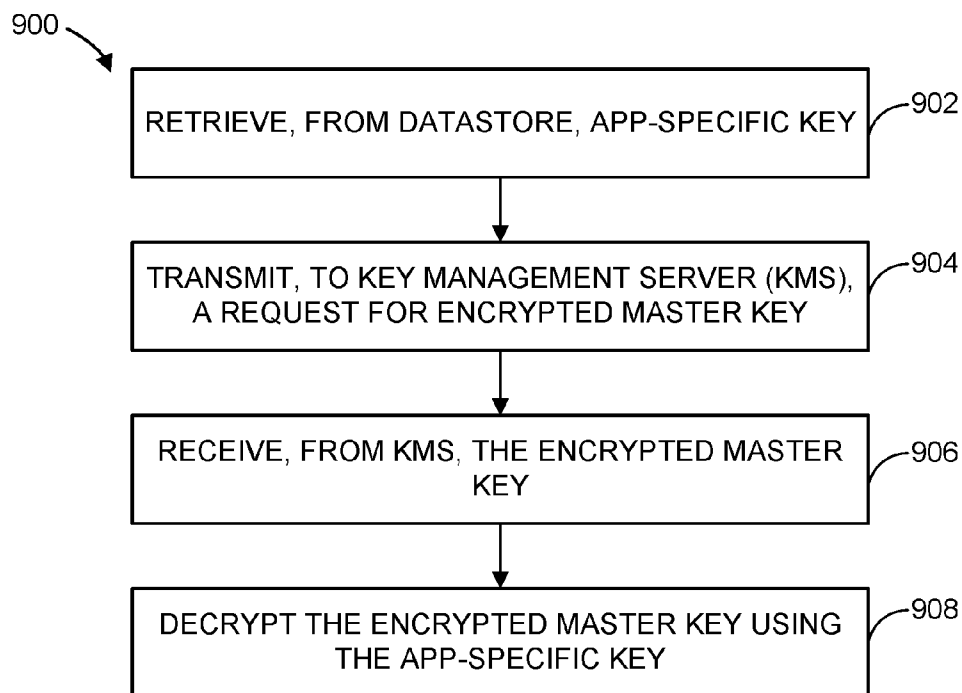 900
RETRIEVE, FROM DATASTORE, APP-SPECIFIC KEY
902
TRANSMIT, TO KEY MANAGEMENT SERVER (KMS),
A REQUEST FOR ENCRYPTED MASTER KEY
904
RECEIVE, FROM KMS, THE ENCRYPTED MASTER
KEY
906
DECRYPT THE ENCRYPTED MASTER KEY USING
THE APP-SPECIFIC KEY
908